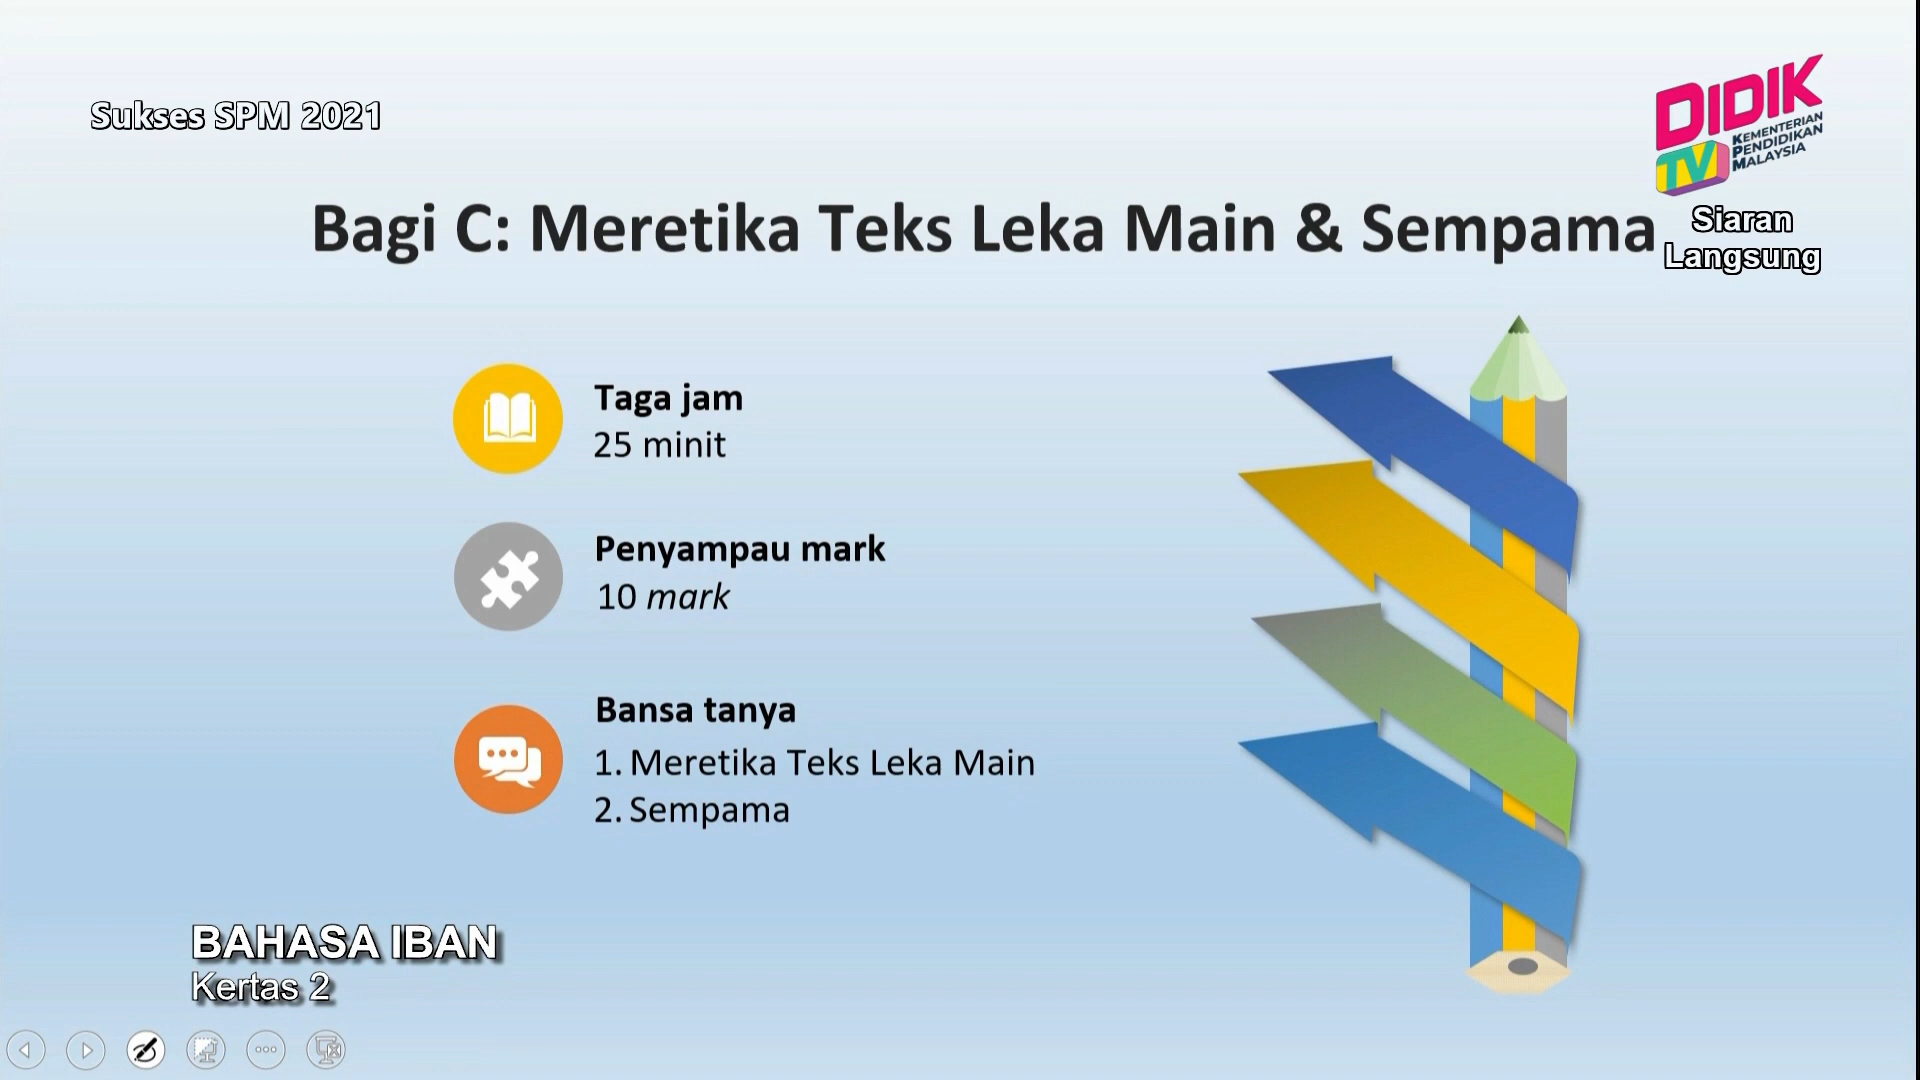 Sukses SPM 2021
DIDIK
TV
KEMENTERIAN
PENDIDIKAN
MALAYSIA
Siaran
Langsung
Bagi C: Meretika Teks Leka Main & Sempama
Taga jam
25 minit
Penyampau mark
10 mark
Bansa tanya
1. Meretika Teks Leka Main
2. Sempama
BAHASA IBAN
Kertas 2